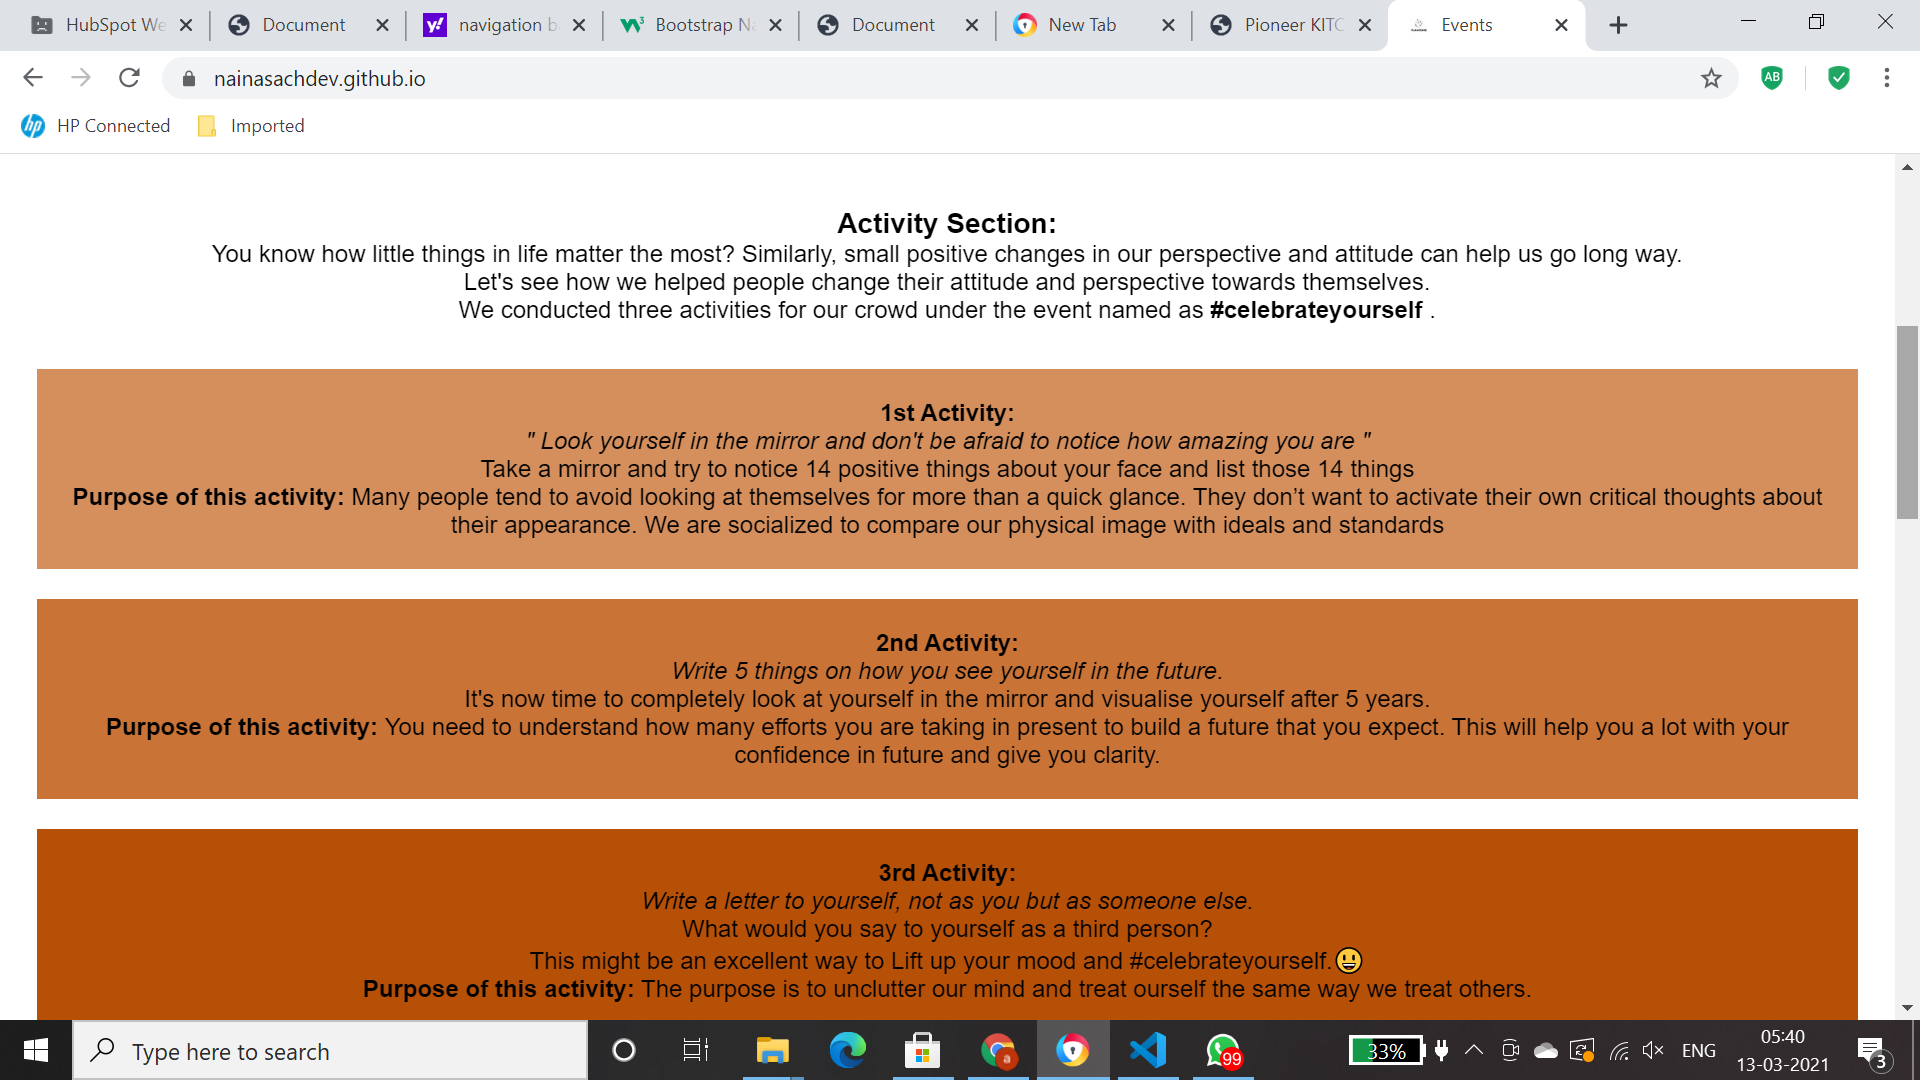 HubSpot We
Document
navigation b
Bootstrap Na
Document
New Tab
Pioneer KITC
Events
nainasachdev.github.io
AB
HP Connected
Imported
Activity Section:
You know how little things in life matter the most? Similarly, small positive changes in our perspective and attitude can help us go long way.
Let's see how we helped people change their attitude and perspective towards themselves.
We conducted three activities for our crowd under the event named as #celebrateyourself .
1st Activity:
" Look yourself in the mirror and don't be afraid to notice how amazing you are "
Take a mirror and try to notice 14 positive things about your face and list those 14 things
Purpose of this activity: Many people tend to avoid looking at themselves for more than a quick glance. They don’t want to activate their own critical thoughts about
their appearance. We are socialized to compare our physical image with ideals and standards
2nd Activity:
Write 5 things on how you see yourself in the future.
It's now time to completely look at yourself in the mirror and visualise yourself after 5 years.
Purpose of this activity: You need to understand how many efforts you are taking in present to build a future that you expect. This will help you a lot with your
confidence in future and give you clarity.
3rd Activity:
Write a letter to yourself, not as you but as someone else.
What would you say to yourself as a third person?
This might be an excellent way to Lift up your mood and #celebrateyourself.😃
Purpose of this activity: The purpose is to unclutter our mind and treat ourself the same way we treat others.
Type here to search
a
99
33%
ENG
05:40
13-03-2021
3